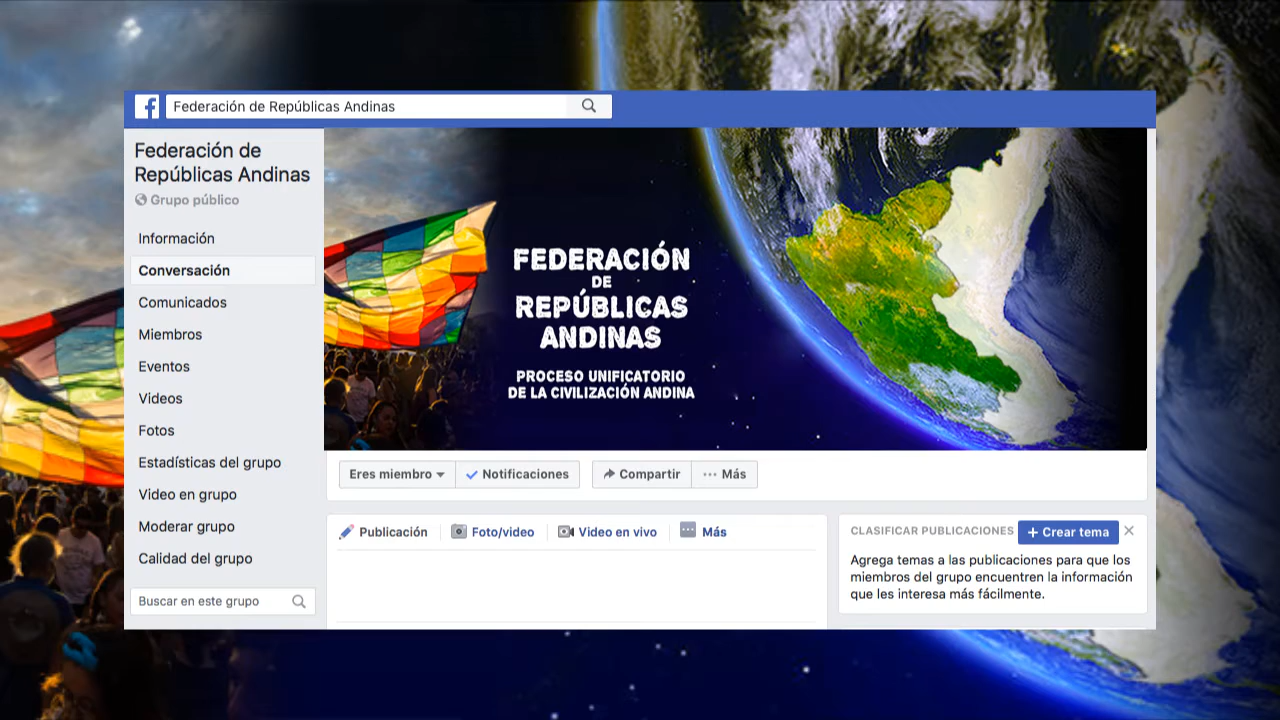 Federación de Repúblicas Andinas
Federación de
Repúblicas Andinas
Grupo público
Información
Conversación
Comunicados
Miembros
Eventos
Videos
Fotos
Estadísticas del grupo
Video en grupo
Moderar grupo
Calidad del grupo
Buscar en este grupo
FEDERACIÓN
DE
REPÚBLICAS
ANDINAS
PROCESO UNIFICATORIO
DE LA CIVILIZACIÓN ANDINA
Eres miembro Notificaciones Compartir Más
Publicación Foto/video Video en vivo Más
CLASIFICAR PUBLICACIONES + Crear tema
Agrega temas a las publicaciones para que los
miembros del grupo encuentren la información
que les interesa más fácilmente.